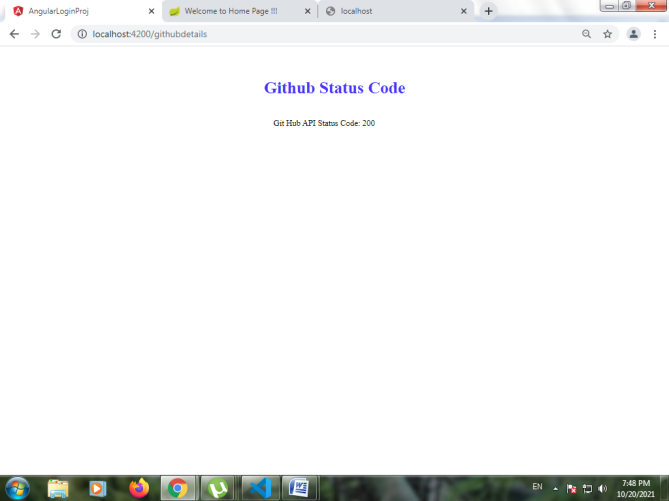 AngularLoginProj
Welcome to Home Page !!!
localhost
localhost:4200/githubdetails
Github Status Code
Git Hub API Status Code: 200
EN
7:48 PM
10/20/2021